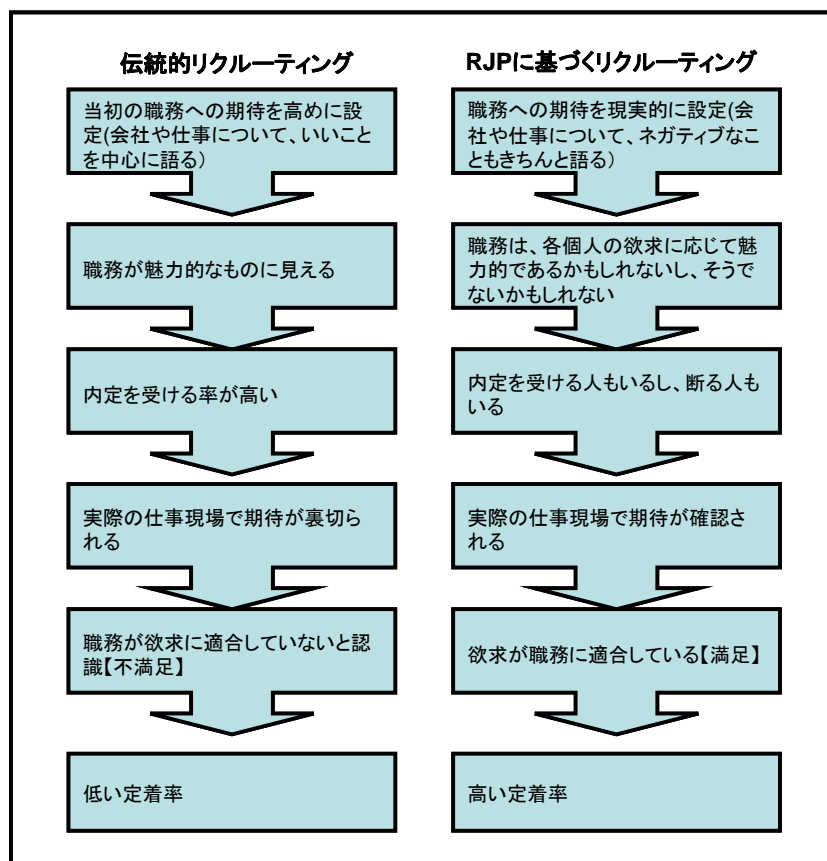 伝統的リクルーティング
当初の職務への期待を高めに設
定(会社や仕事について、いいこと
を中心に語る）
職務が魅力的なものに見える
内定を受ける率が高い
実際の仕事現場で期待が裏切ら
れる
職務が欲求に適合していないと認
識【不満足】
低い定着率
RJPに基づくリクルーティング
職務への期待を現実的に設定(会
社や仕事について、ネガティブなこ
ともきちんと語る）
職務は、各個人の欲求に応じて魅
力的であるかもしれないし、そうで
ないかもしれない
内定を受ける人もいるし、断る人も
いる
実際の仕事現場で期待が確認さ
れる
欲求が職務に適合している【満足】
高い定着率